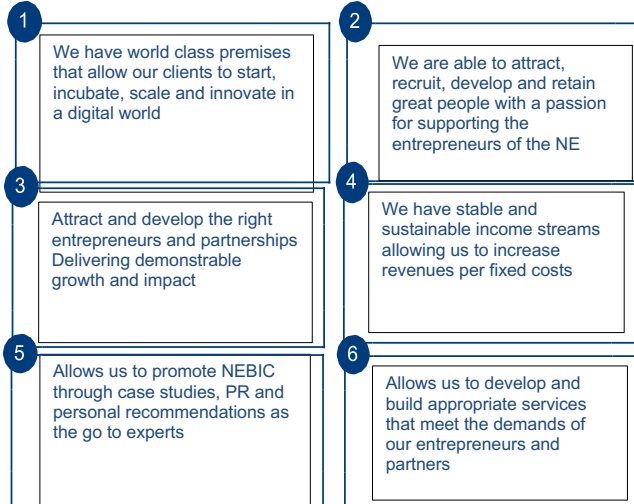 1
We have world class premises
that allow our clients to start,
incubate, scale and innovate in
a digital world
2
We are able to attract,
recruit, develop and retain
great people with a passion
for supporting the
entrepreneurs of the NE
3
Attract and develop the right
entrepreneurs and partnerships
Delivering demonstrable
growth and impact
4
We have stable and
sustainable income streams
allowing us to increase
revenues per fixed costs
5
Allows us to promote NEBIC
through case studies, PR and
personal recommendations as
the go to experts
6
Allows us to develop and
build appropriate services
that meet the demands of
our entrepreneurs and
partners